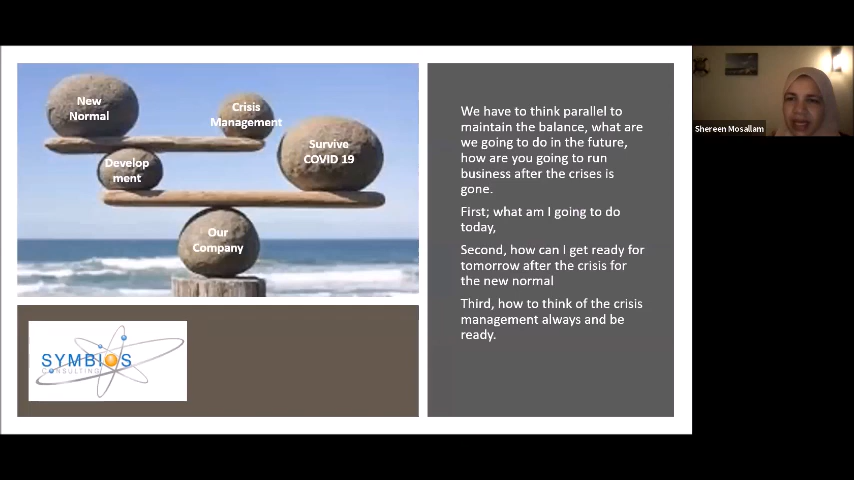 New
Normal
Crisis
Management
Survive
COVID 19
Develop
ment
Our
Company
SYMBIOS
CONSULTING
We have to think parallel to
maintain the balance, what are
we going to do in the future,
how are you going to run
business after the crises is
gone.
First; what am I going to do
today,
Second, how can I get ready for
tomorrow after the crisis for
the new normal
Third, how to think of the crisis
management always and be
ready.
Shereen Mosallam